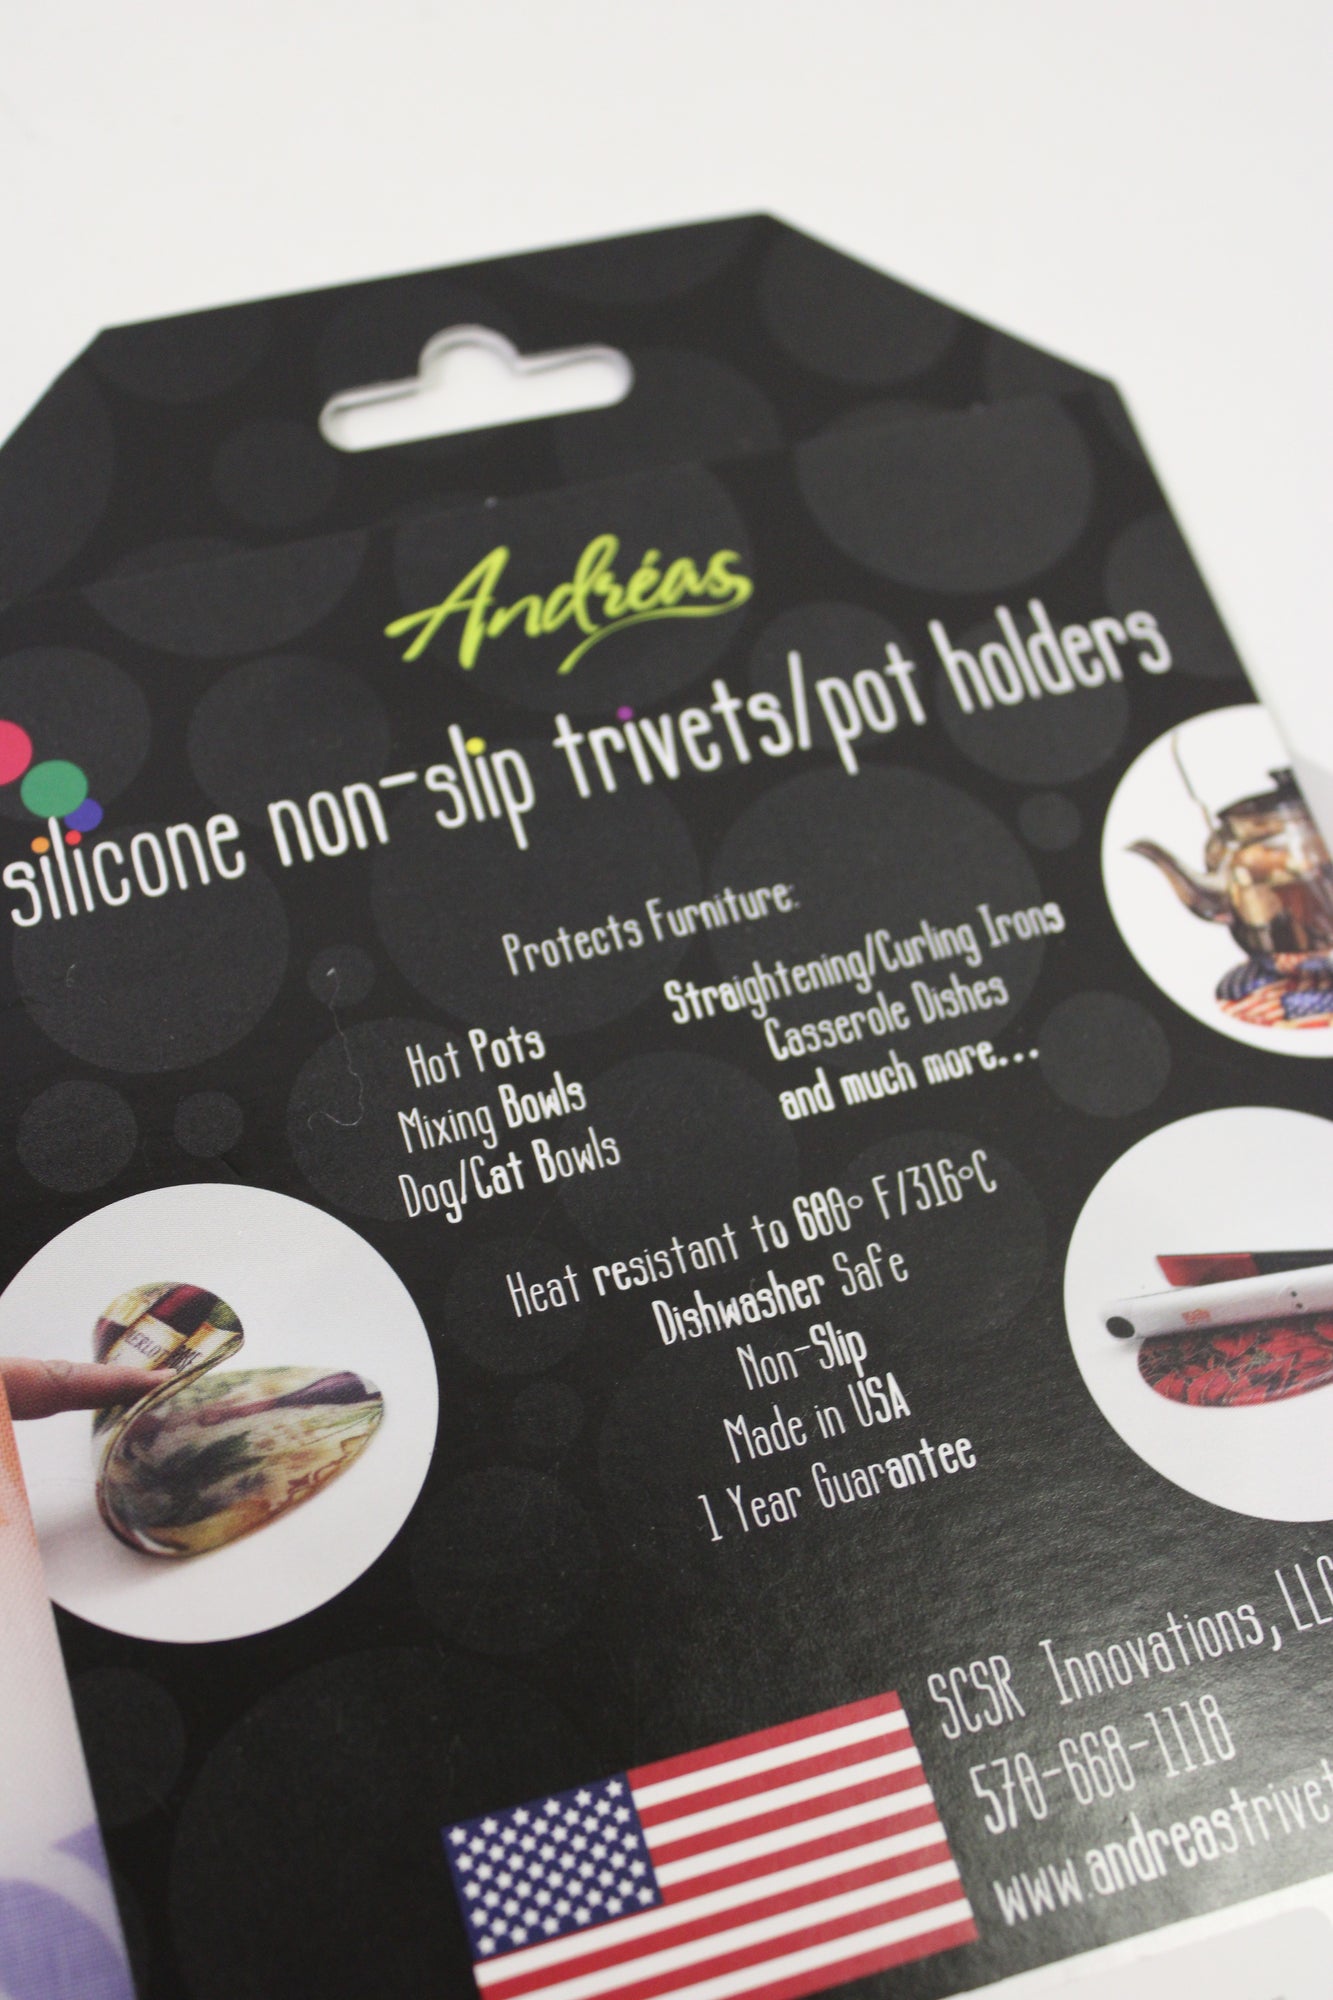 Andréas
silicone non-slip trivets/pot holders
Protects Furniture:
Hot Pots
Mixing Bowls
Dog/Cat Bowls
Straightening/Curling Irons
Casserole Dishes
and much more...
Heat resistant to 600° F/316°C
Dishwasher Safe
Non-Slip
Made in USA
1 Year Guarantee
SCSR Innovations, LLC
570-668-1118
www.andreastrivet